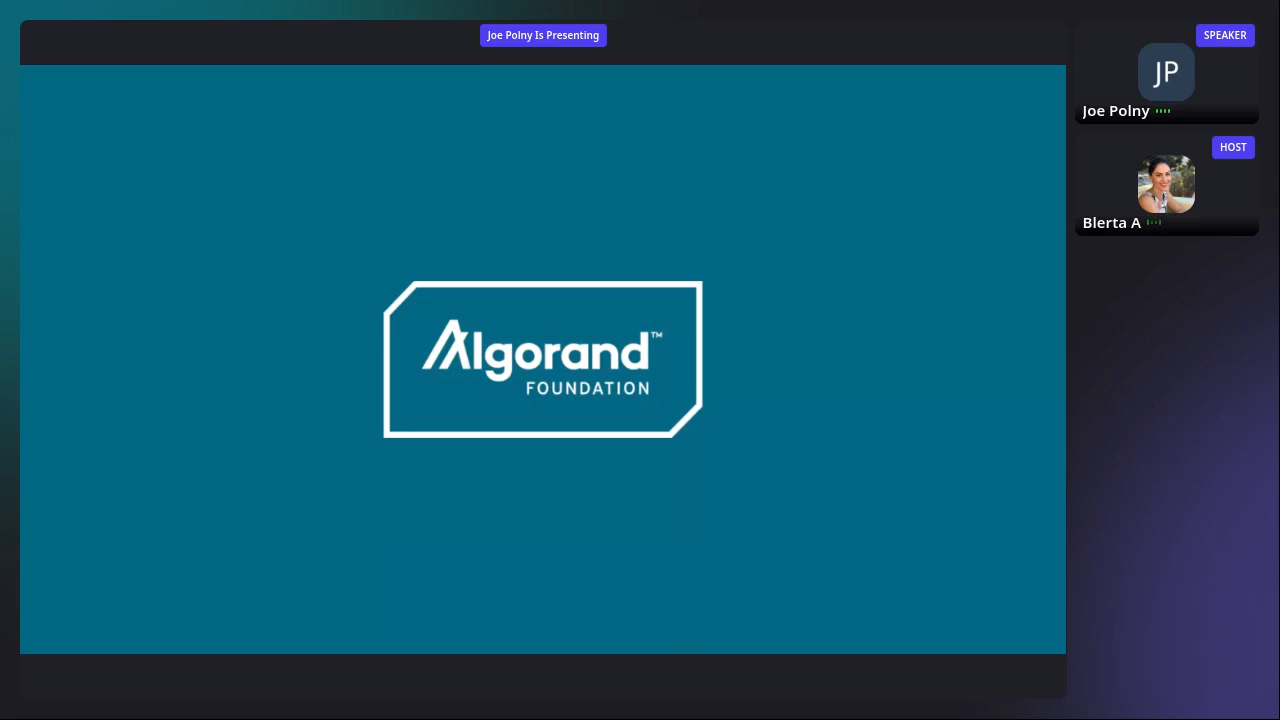 Joe Polny Is Presenting
SPEAKER
JP
Joe Polny
HOST
Blerta A
Algorand™
FOUNDATION